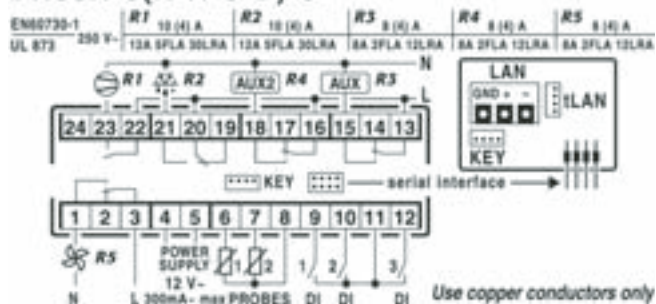 EN60730-1
UL 873
250 V~
R1 10 (4) A
12A 5FLA 30LRA
R2 10 (4) A
12A 5FLA 30LRA
R3 8 (4) A
8A 2FLA 12LRA
R4 8 (4) A
8A 2FLA 12LRA
R5 6 (4) A
8A 2FLA 12LRA
N
R1 R2 AUX2 R4 AUX R3
L
24 23 22 21 20 19 18 17 16 15 14 13
LAN
GND + -
tLAN
KEY
KEY serial interface
1 2 3 4 5 6 7 8 9 10 11 12
R5
POWER
SUPPLY
12 V~
300mA~ max
1 2 1 2 3
N L PROBES DI DI DI
Use copper conductors only